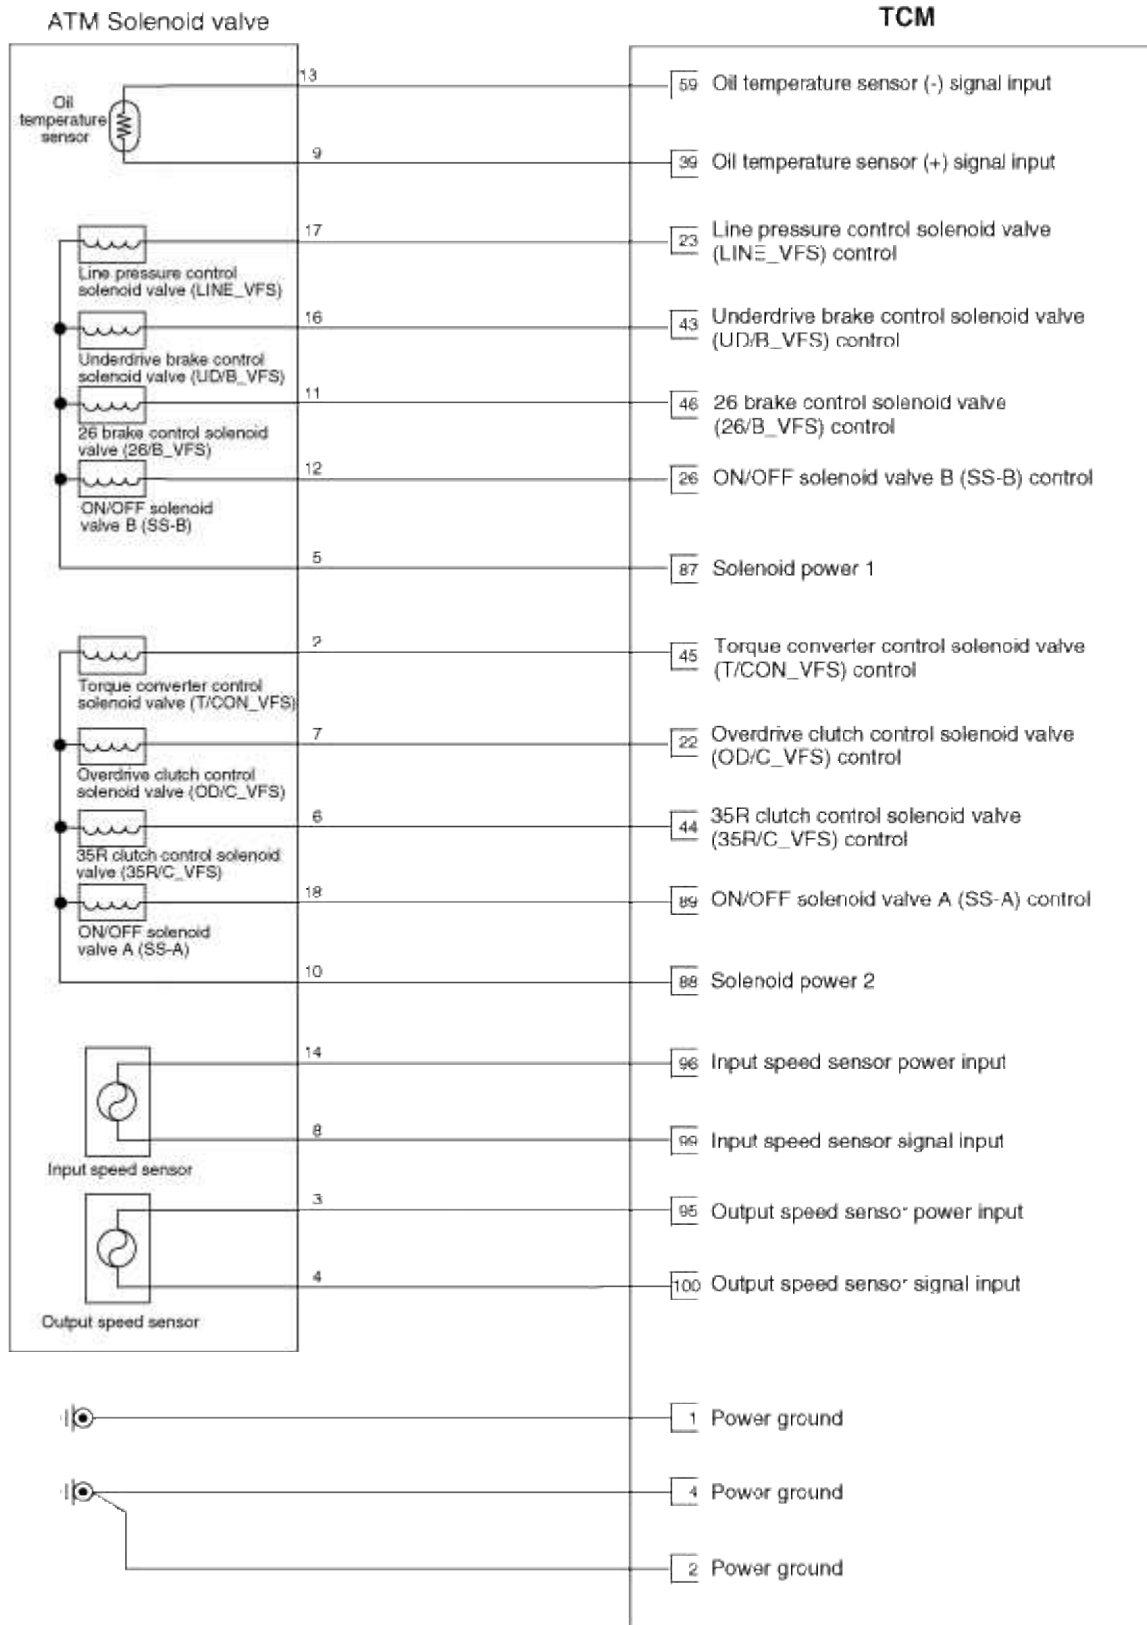 ATM Solenoid valve
TCM
Oil
temperature
sensor
13
59 Oil temperature sensor (-) signal input
9
39 Oil temperature sensor (+) signal input
17
23 Line pressure control solenoid valve
(LINE_VFS) control
Line pressure control
solenoid valve (LINE_VFS)
16
43 Underdrive brake control solenoid valve
(UD/B_VFS) control
Underdrive brake control
solenoid valve (UD/B_VFS)
11
46 26 brake control solenoid valve
(26/B_VFS) control
26 brake control solenoid
valve (26/B_VFS)
12
26 ON/OFF solenoid valve B (SS-B) control
ON/OFF solenoid
valve B (SS-B)
5
87 Solenoid power 1
2
45 Torque converter control solenoid valve
(T/CON_VFS) control
Torque converter control
solenoid valve (T/CON_VFS)
7
22 Overdrive clutch control solenoid valve
(OD/C_VFS) control
Overdrive clutch control
solenoid valve (OD/C_VFS)
6
44 35R clutch control solenoid valve
(35R/C_VFS) control
35R clutch control solenoid
valve (35R/C_VFS)
18
89 ON/OFF solenoid valve A (SS-A) control
ON/OFF solenoid
valve A (SS-A)
10
88 Solenoid power 2
14
96 Input speed sensor power input
8
99 Input speed sensor signal input
Input speed sensor
3
95 Output speed sensor power input
4
100 Output speed sensor signal input
Output speed sensor
1 Power ground
4 Power ground
2 Power ground